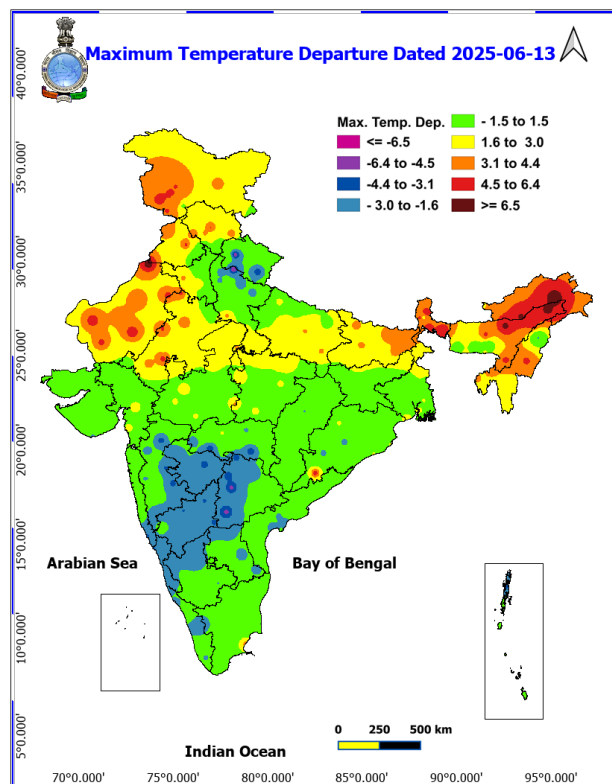 Maximum Temperature Departure Dated 2025-06-13
Max. Temp. Dep.
<= -6.5
-6.4 to -4.5
-4.4 to -3.1
- 3.0 to -1.6
- 1.5 to 1.5
1.6 to 3.0
3.1 to 4.4
4.5 to 6.4
>= 6.5
40°0.000'
35°0.000'
30°0.000'
25°0.000'
20°0.000'
15°0.000'
10°0.000'
5°0.000'
Arabian Sea
Bay of Bengal
0 250 500 km
Indian Ocean
70°0.000' 75°0.000' 80°0.000' 85°0.000' 90°0.000' 95°0.000'